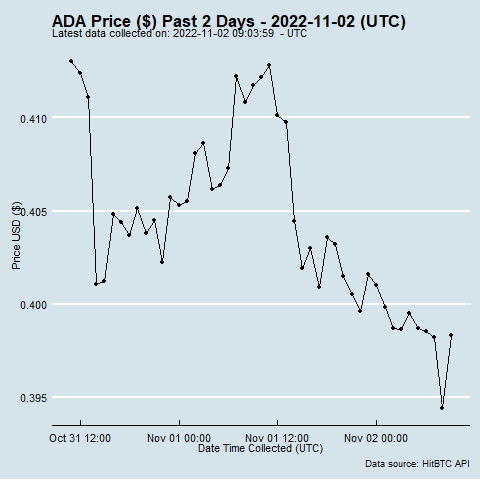 ADA Price ($) Past 2 Days - 2022-11-02 (UTC)
Latest data collected on: 2022-11-02 09:03:59  - UTC
0.410
0.405
0.400
0.395
Price USD ($)
Oct 31 12:00
Nov 01 00:00
Nov 01 12:00
Nov 02 00:00
Date Time Collected (UTC)
Data source: HitBTC API